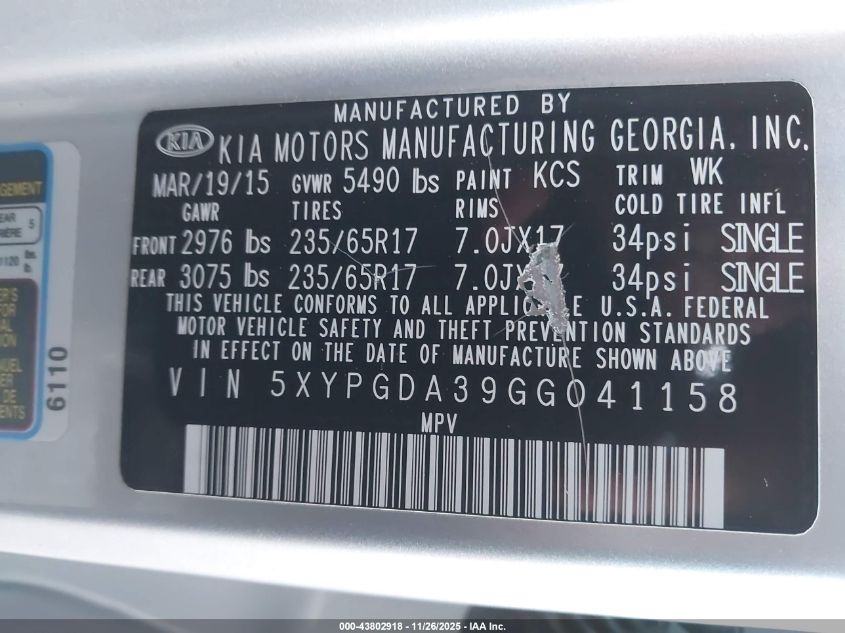 MANUFACTURED BY
KIA KIA MOTORS MANUFACTURING GEORGIA, INC.
MAR/19/15 GVWR 5490 lbs PAINT KCS TRIM WK
GAWR TIRES RIMS COLD TIRE INFL
FRONT 2976 lbs 235/65R17 7.0JX17 34psi SINGLE
REAR 3075 lbs 235/65R17 7.0JX 34psi SINGLE
THIS VEHICLE CONFORMS TO ALL U.S.A. FEDERAL
MOTOR VEHICLE SAFETY AND THEFT PREVENTION STANDARDS
IN EFFECT ON THE DATE OF MANUFACTURE SHOWN ABOVE
VIN 5XYPGDA39GG041158
MPV
6110
000-43802918 - 11/26/2025 - IAA Inc.